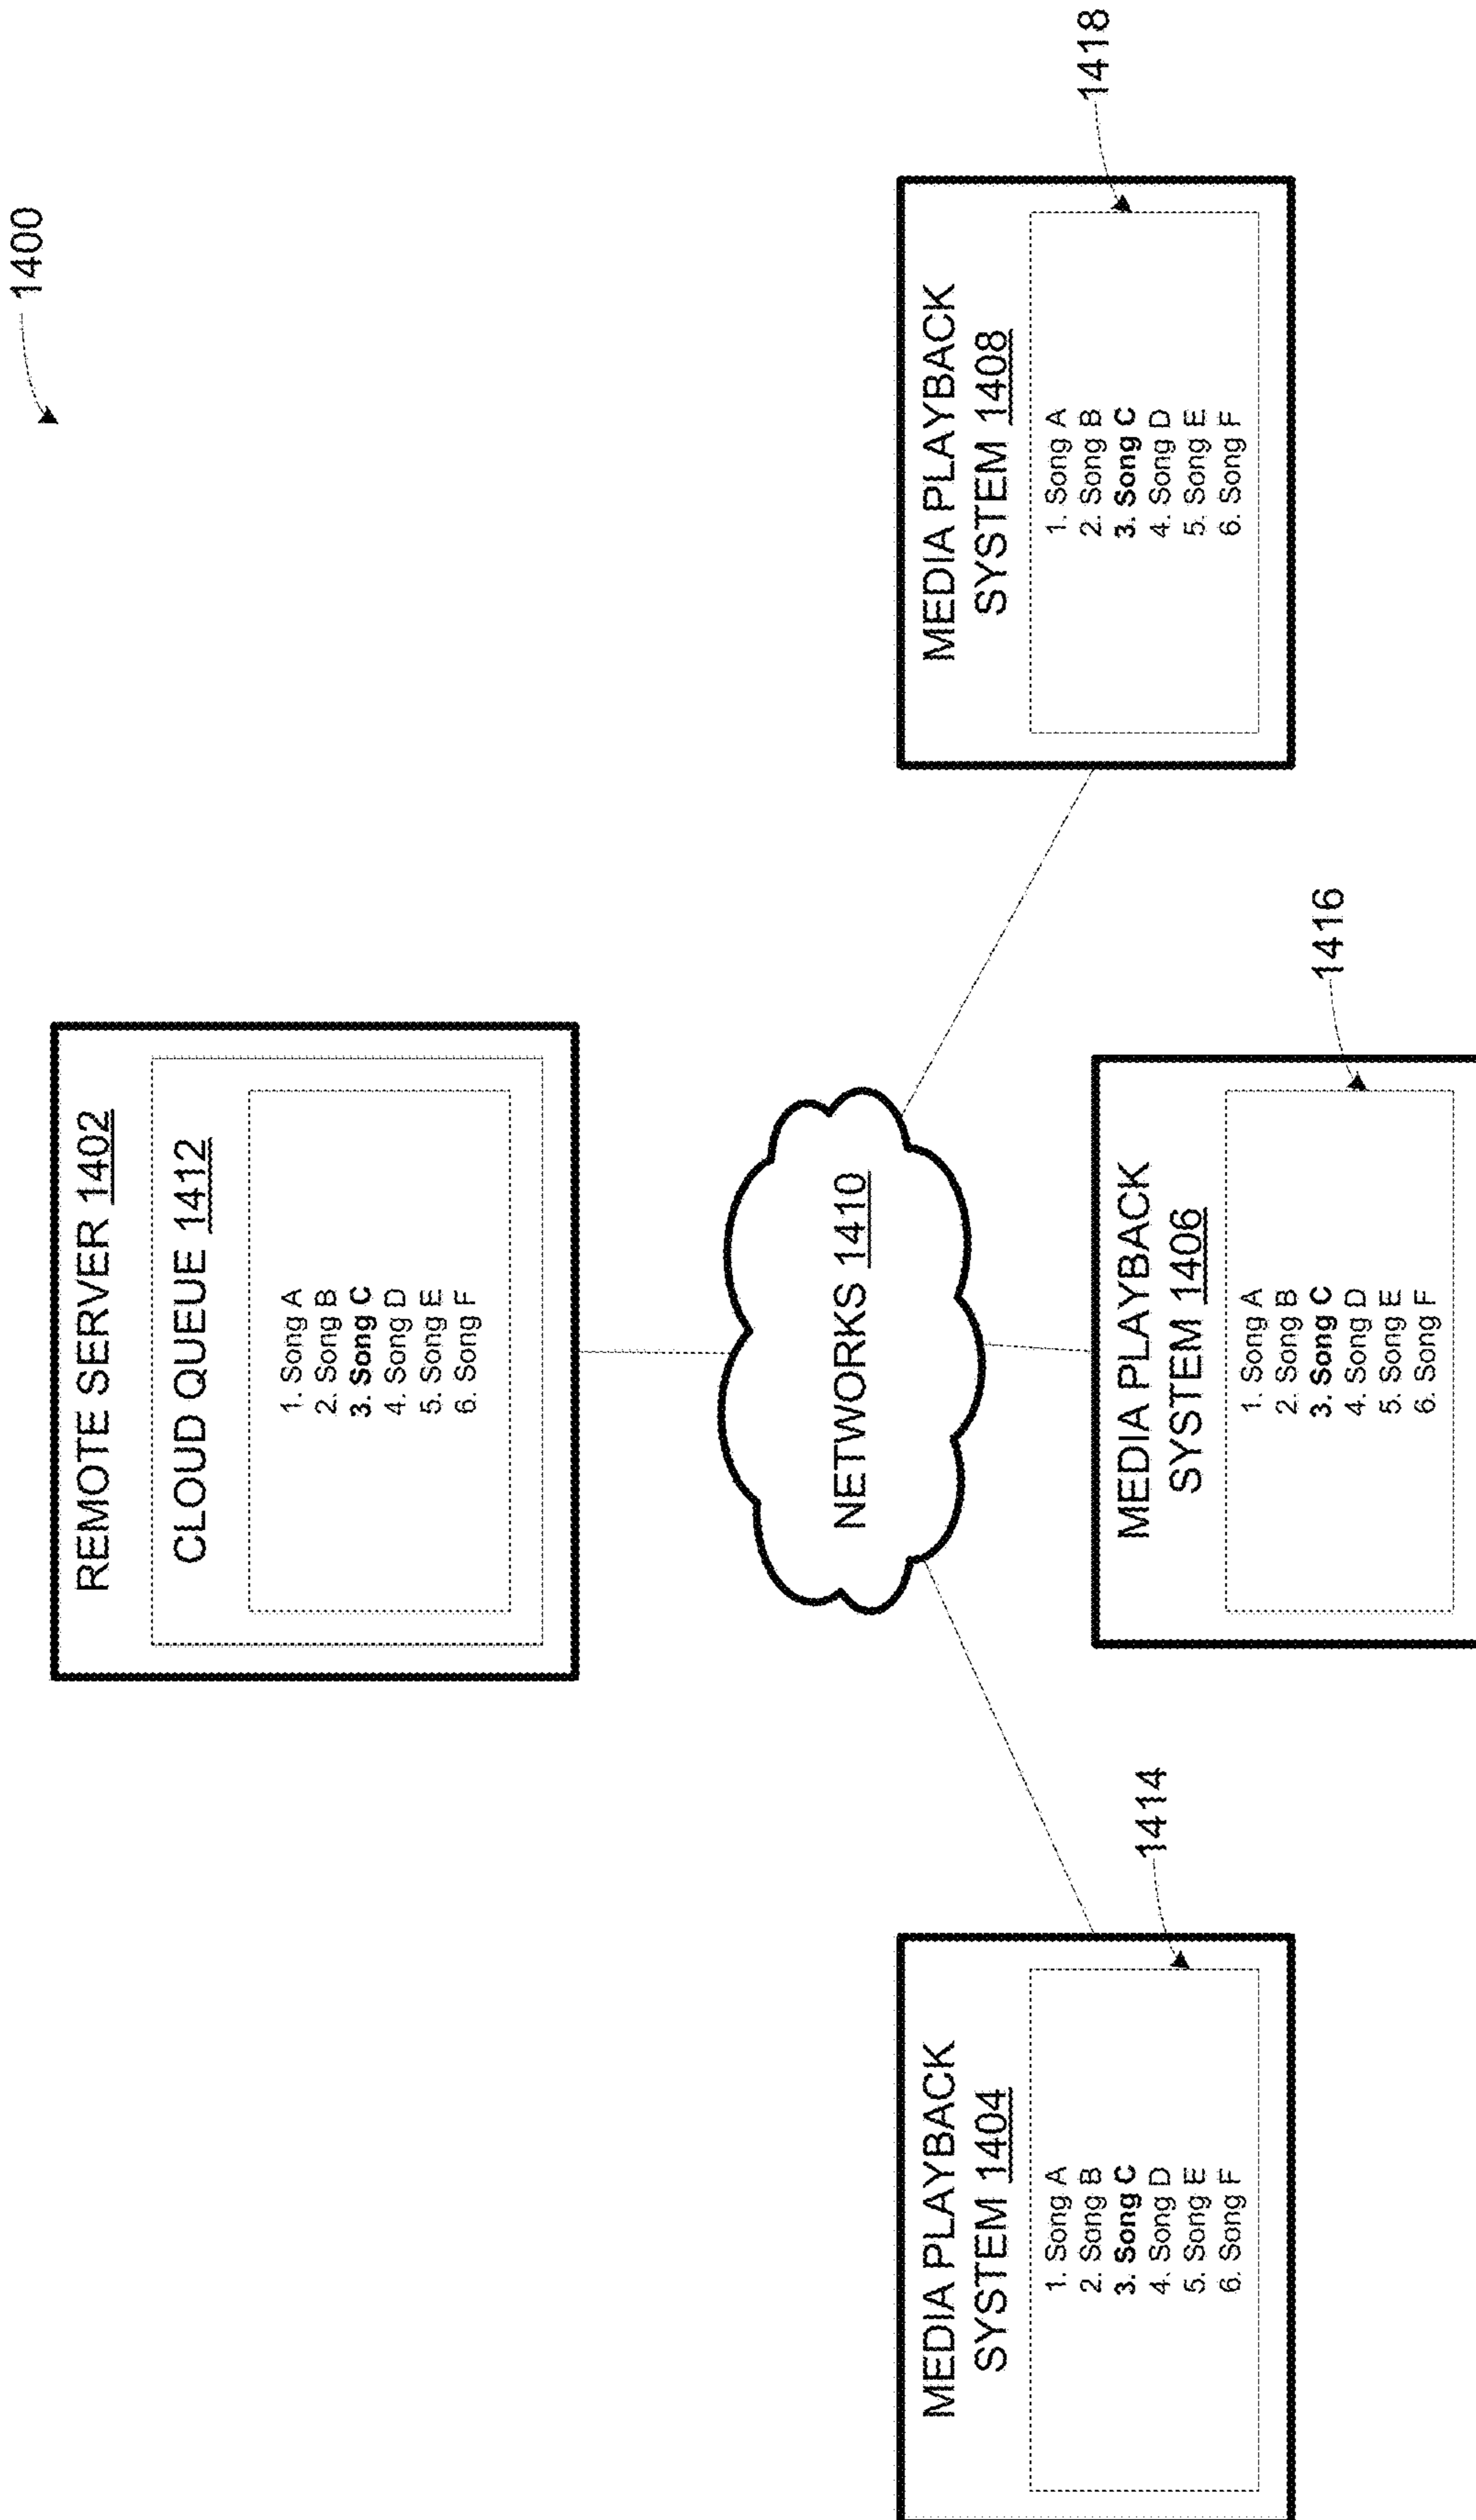 1400
REMOTE SERVER 1402
CLOUD QUEUE 1412
1. Song A
2. Song B
3. Song C
4. Song D
5. Song E
6. Song F
NETWORKS 1410
MEDIA PLAYBACK
SYSTEM 1404
1. Song A
2. Song B
3. Song C
4. Song D
5. Song E
6. Song F
1414
MEDIA PLAYBACK
SYSTEM 1406
1. Song A
2. Song B
3. Song C
4. Song D
5. Song E
6. Song F
1416
MEDIA PLAYBACK
SYSTEM 1408
1. Song A
2. Song B
3. Song C
4. Song D
5. Song E
6. Song F
1418